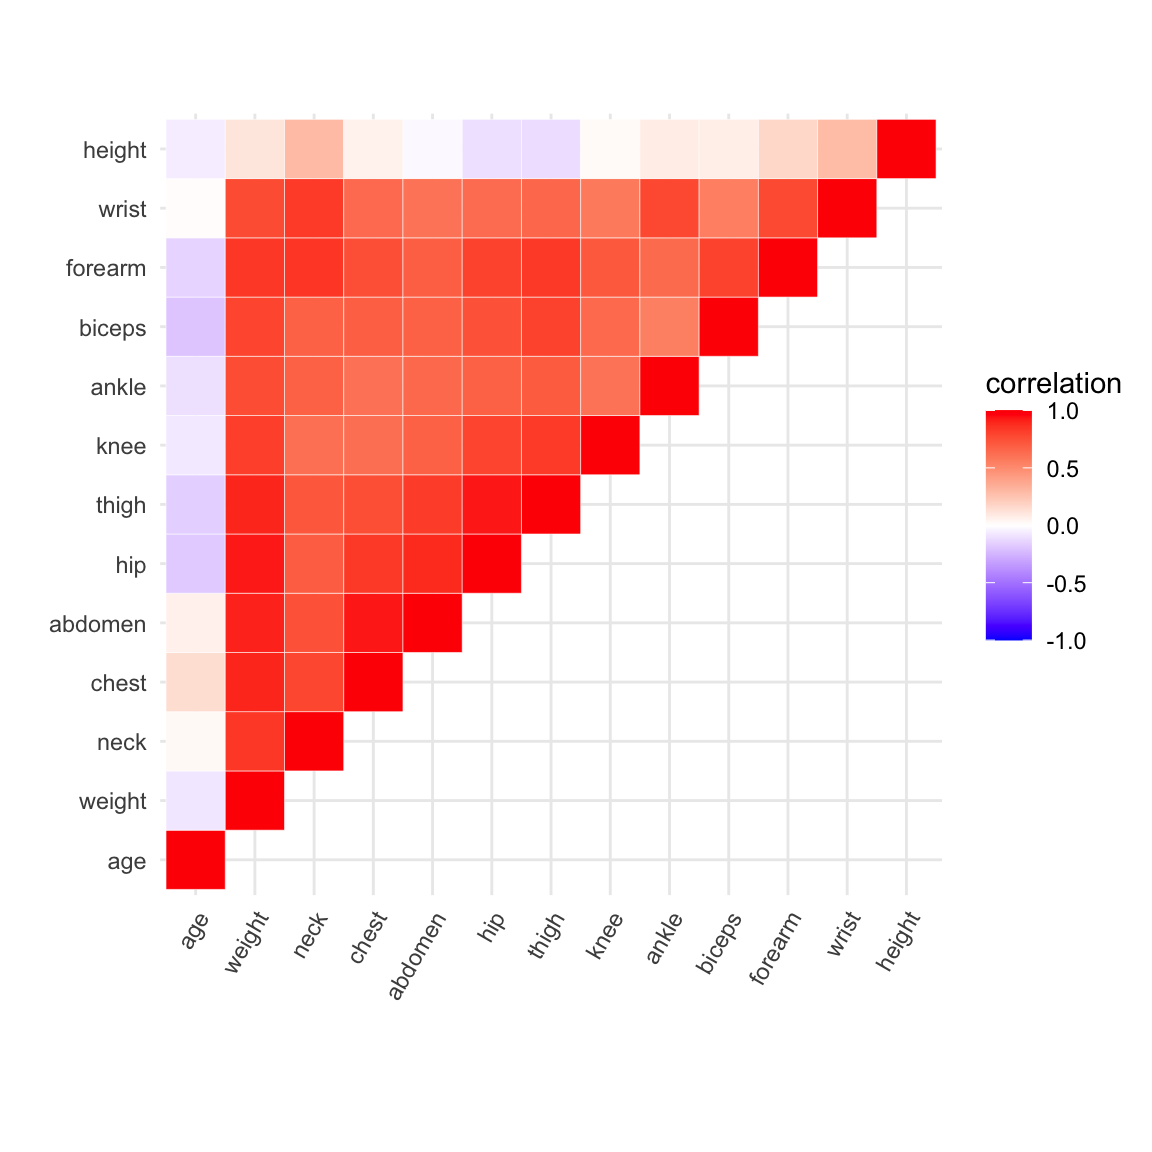 height
wrist
forearm
biceps
ankle
knee
thigh
hip
abdomen
chest
neck
weight
age
age
weight
neck
chest
abdomen
hip
thigh
knee
ankle
biceps
forearm
wrist
height
correlation
1.0
0.5
0.0
-0.5
-1.0